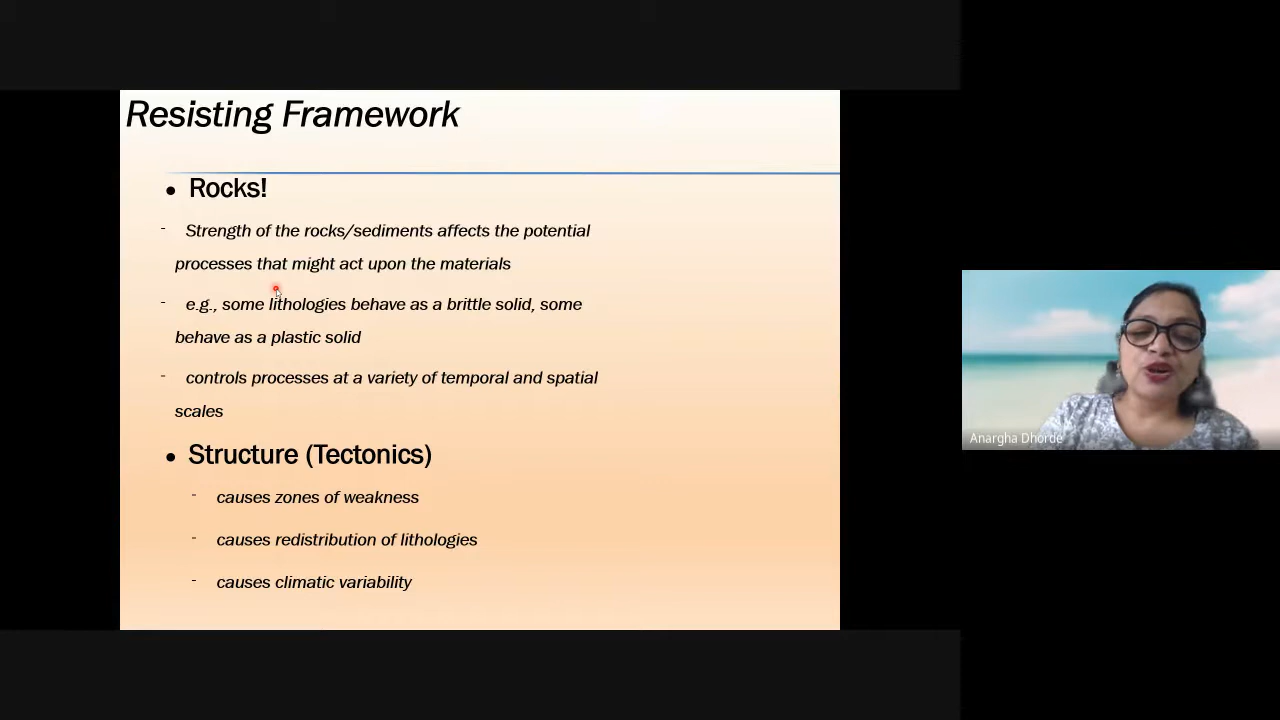 Resisting Framework
• Rocks!
- Strength of the rocks/sediments affects the potential
processes that might act upon the materials
- e.g., some lithologies behave as a brittle solid, some
behave as a plastic solid
- controls processes at a variety of temporal and spatial
scales
• Structure (Tectonics)
- causes zones of weakness
- causes redistribution of lithologies
- causes climatic variability
Anargha Dhorde